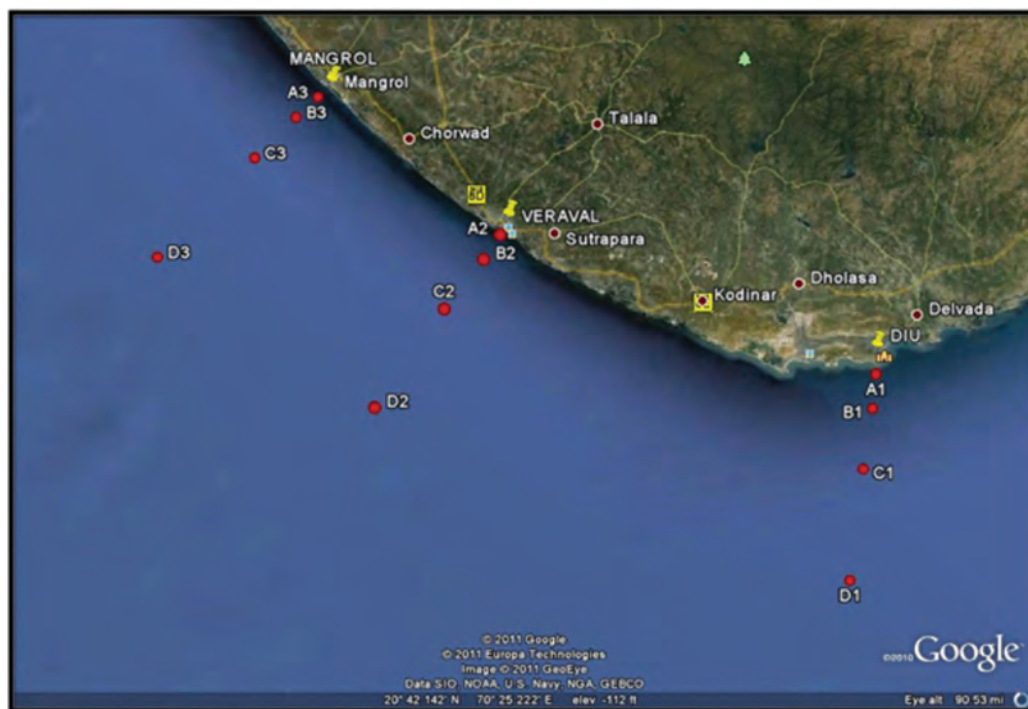 MANGROL
Mangrol
A3
B3
C3
Chorwad
Talala
D3
VERAVAL
A2
Sutrapara
B2
C2
Kodinar
Dholasa
Delvada
DIU
A1
D2
B1
C1
D1
© 2011 Google
© 2011 Europa Technologies
Image © 2011 GeoEye
Data SIO, NOAA, U.S. Navy, NGA, GEBCO
©2010 Google
20° 42 142' N 70° 25 222' E elev -112 ft
Eye alt 90 53 mi